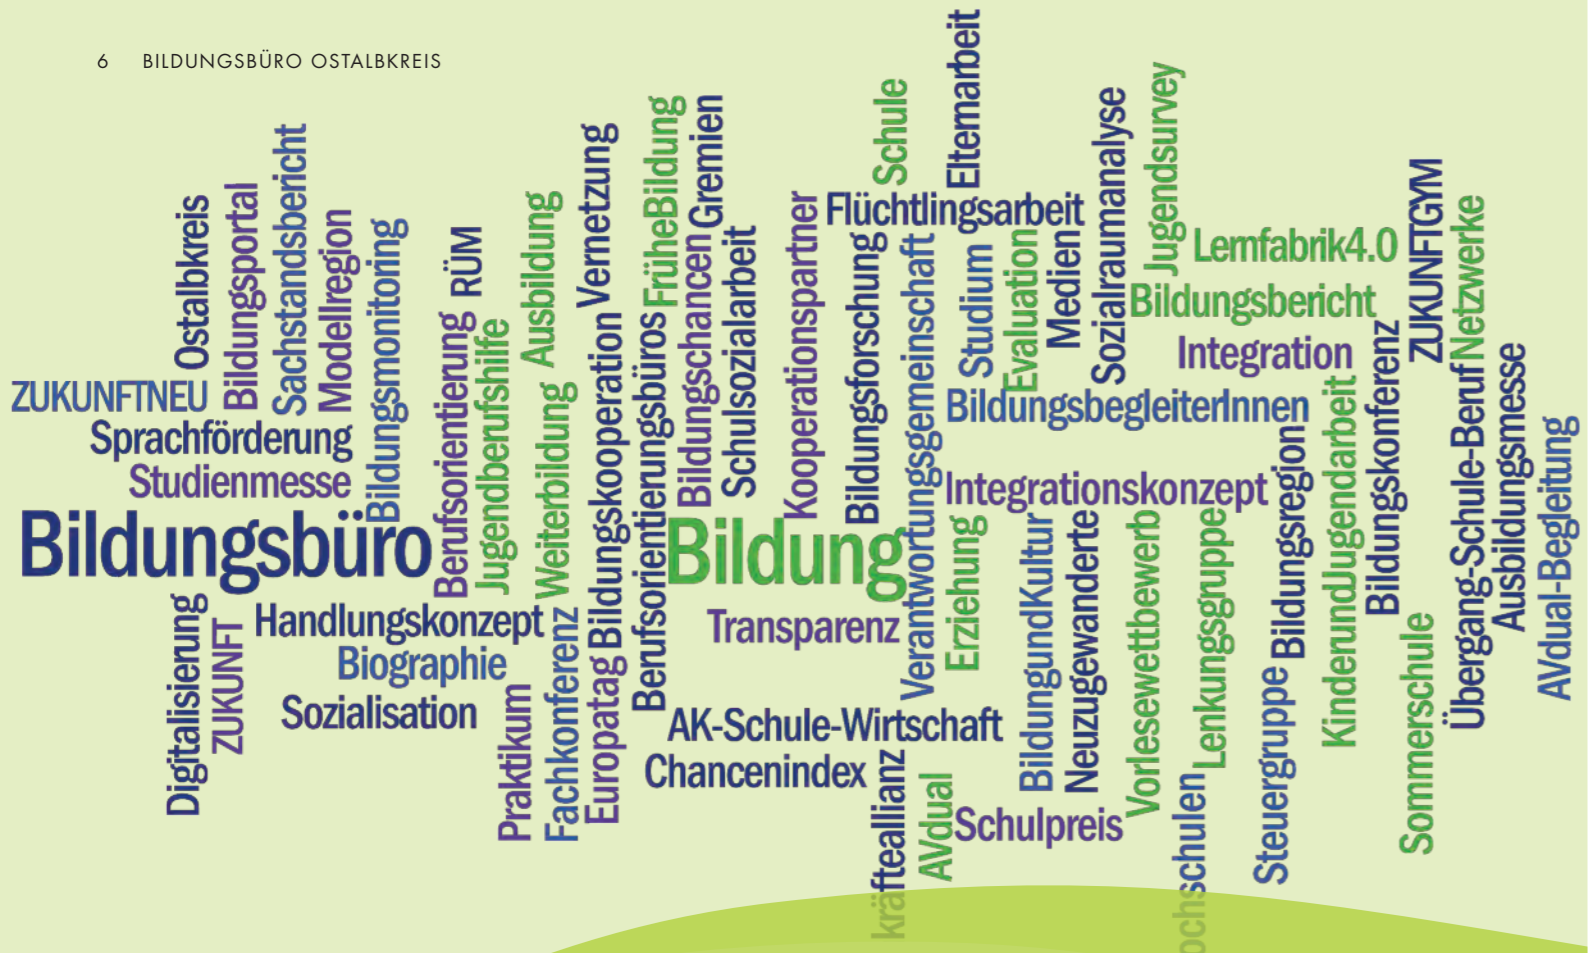 6 BILDUNGSBÜRO OSTALBKREIS
Ostalbkreis
Bildungsportal
Sachstandsbericht
Modellregion
Bildungsmonitoring
ZUKUNFTNEU
Sprachförderung
Studienmesse
Bildungsbüro
Digitalisierung
ZUKUNFT
Handlungskonzept
Biographie
Sozialisation
RÜM
Berufsorientierung
Jugendberufshilfe
Ausbildung
Weiterbildung
Vernetzung
Bildungskooperation
Praktikum
Fachkonferenz
Europatag
FrüheBildung
Berufsorientierungsbüros
Gremien
Bildungschancen
Schulsozialarbeit
Bildung
Transparenz
AK-Schule-Wirtschaft
Chancenindex
Kooperationspartner
Schule
Flüchtlingsarbeit
Bildungsforschung
Verantwortungsgemeinschaft
Elternarbeit
Studium
Evaluation
Medien
Sozialraumanalyse
Jugendsurvey
Lernfabrik4.0
Bildungsbericht
Integration
BildungsbegleiterInnen
Integrationskonzept
Erziehung
BildungundKultur
Neuzugewanderte
Vorlesewettbewerb
Lenkungsgruppe
kräfteallianz
AVdual
Schulpreis
ochschulen
Steuergruppe
Bildungsregion
KinderundJugendarbeit
Bildungskonferenz
ZUKUNFTGYM
Netzwerke
Sommerschule
Übergang-Schule-Beruf
Ausbildungsmesse
AVdual-Begleitung